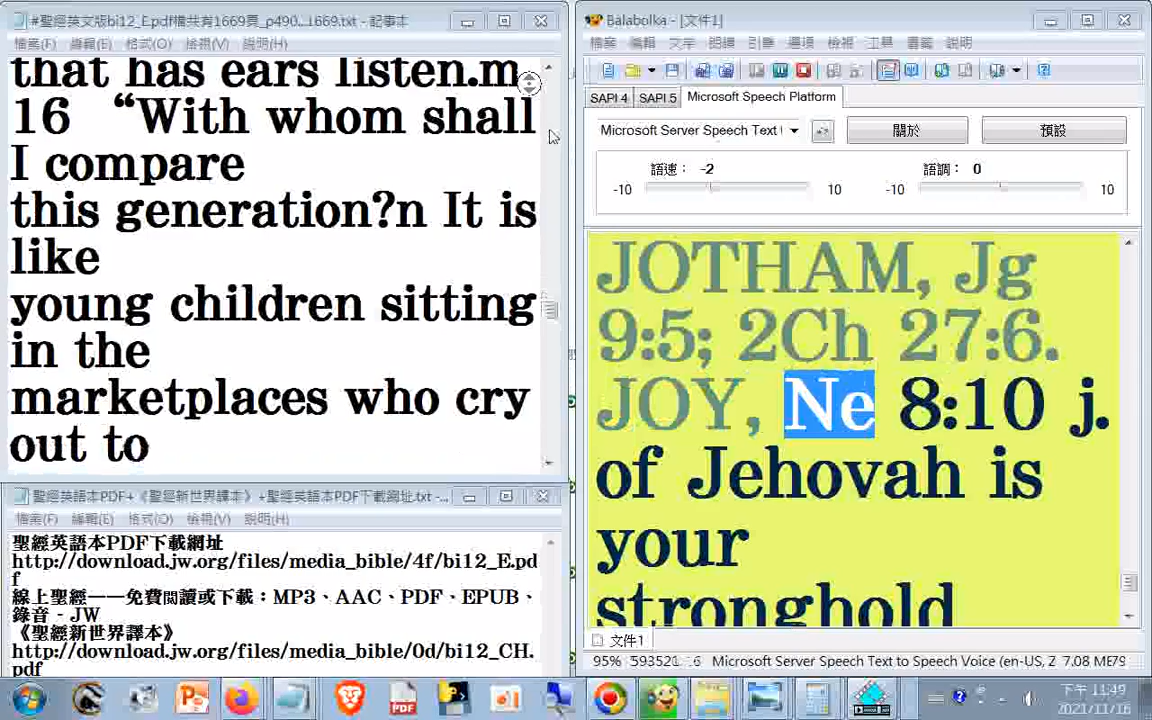 #聖經英文版bi12_E.pdf檔共有1669頁_p490...1669.txt - 記事本
檔案(F) 編輯(E) 格式(O) 檢視(V) 說明(H)
that has ears listen.m
16 “With whom shall
I compare
this generation?n It is
like
young children sitting
in the
marketplaces who cry
out to
聖經英語本PDF+《聖經新世界譯本》+聖經英語本PDF下載網址.txt -...
檔案(F) 編輯(E) 格式(O) 檢視(V) 說明(H)
聖經英語本PDF下載網址
http://download.jw.org/files/media_bible/4f/bi12_E.pd
f
線上聖經——免費閱讀或下載：MP3、AAC、PDF、EPUB、
錄音 - JW
《聖經新世界譯本》
http://download.jw.org/files/media_bible/0d/bi12_CH.
pdf
Balabolka - [文件1]
檔案 編輯 文字 朗讀 引擎 選項 檢視 工具 書籤 說明
SAPI 4 SAPI 5 Microsoft Speech Platform
Microsoft Server Speech Text
關於 預設
語速： -2 語調： 0
-10 10 -10 10
JOTHAM, Jg
9:5; 2Ch 27:6.
JOY, Ne 8:10 j.
of Jehovah is
your
stronghold
文件1
95% Microsoft Server Speech Text to Speech Voice (en-US, Z 7.08 ME
PDF
下午 11:49
2021/11/16